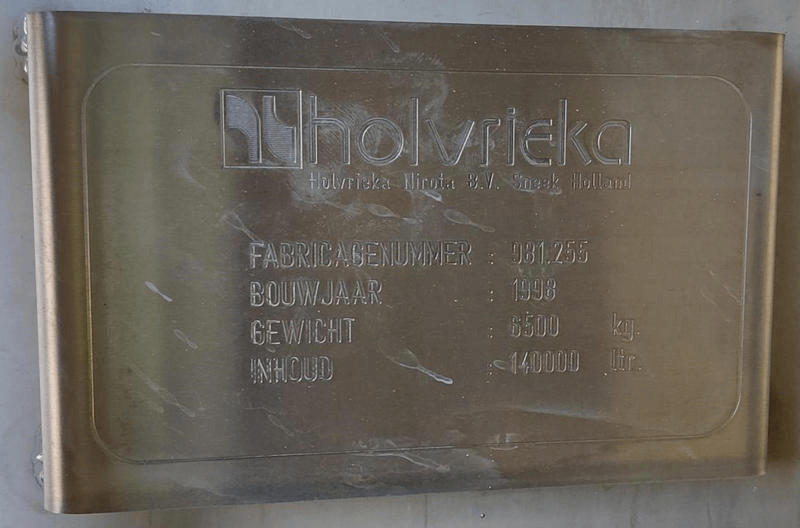 holvrieka
Holvrieka Nirota B.V. Sneek Holland
FABRICAGENUMMER : 981.255
BOUWJAAR : 1998
GEWICHT : 6500 kg.
INHOUD : 140000 ltr.